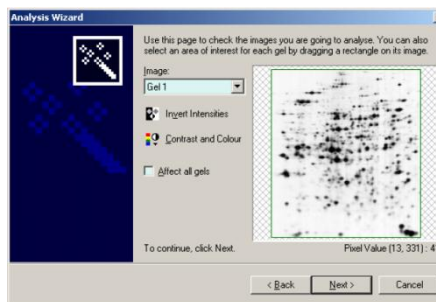 Analysis Wizard
Use this page to check the images you are going to analyse. You can also
select an area of interest for each gel by dragging a rectangle on its image.
Image:
Gel 1
Invert Intensities
Contrast and Colour
Affect all gels
To continue, click Next.
Pixel Value (13, 331) : 4
< Back
Next >
Cancel